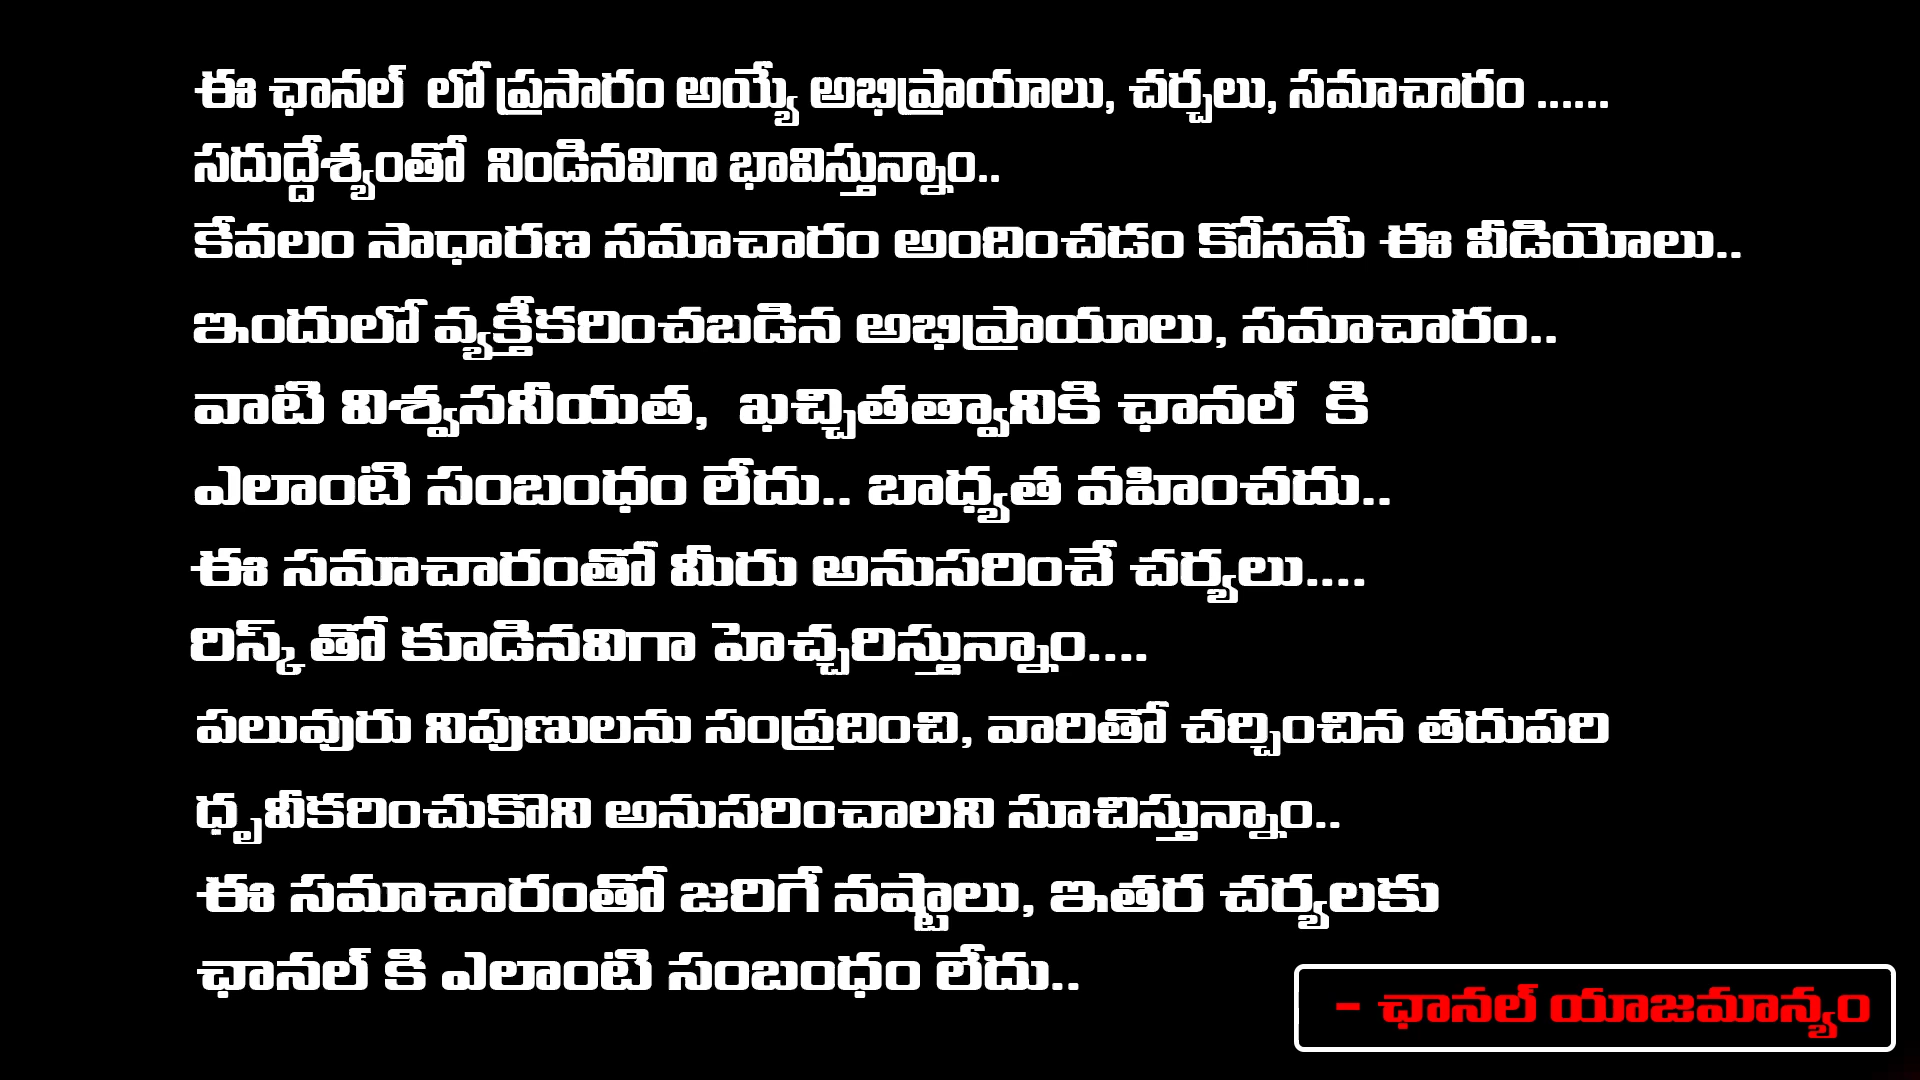 ఈ ఛానల్ లో ప్రసారం అయ్యే అభిప్రాయాలు, చర్చలు, సమాచారం ......
సదుద్దేశ్యంతో నిండినవిగా భావిస్తున్నాం..
కేవలం సాధారణ సమాచారం అందించడం కోసమే ఈ వీడియోలు..
ఇందులో వ్యక్తీకరించబడిన అభిప్రాయాలు, సమాచారం..
వాటి విశ్వసనీయత, ఖచ్చితత్వానికి ఛానల్ కి
ఎలాంటి సంబంధం లేదు.. బాధ్యత వహించదు..
ఈ సమాచారంతో మీరు అనుసరించే చర్యలు....
రిస్క్ తో కూడినవిగా హెచ్చరిస్తున్నాం....
పలువురు నిపుణులను సంప్రదించి, వారితో చర్చించిన తదుపరి
ధృవీకరించుకొని అనుసరించాలని సూచిస్తున్నాం..
ఈ సమాచారంతో జరిగే నష్టాలు, ఇతర చర్యలకు
ఛానల్ కి ఎలాంటి సంబంధం లేదు..
- ఛానల్ యాజమాన్యం